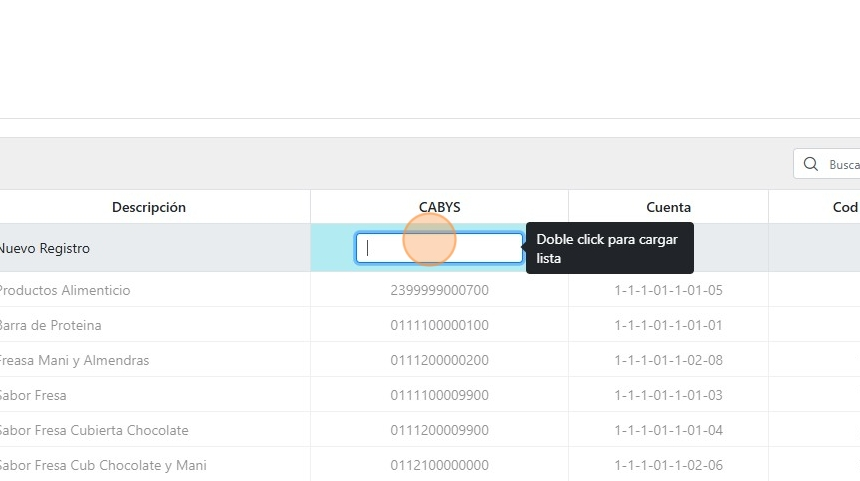 Busca
Descripción CABYS Cuenta Cod
Nuevo Registro
Doble click para cargar
lista
Productos Alimenticio 2399999000700 1-1-1-01-1-01-05
Barra de Proteina 0111100000100 1-1-1-01-1-01-01
Freasa Mani y Almendras 0111200000200 1-1-1-01-1-02-08
Sabor Fresa 0111100009900 1-1-1-01-1-01-03
Sabor Fresa Cubierta Chocolate 0111200009900 1-1-1-01-1-01-04
Sabor Fresa Cub Chocolate y Mani 0112100000000 1-1-1-01-1-02-06